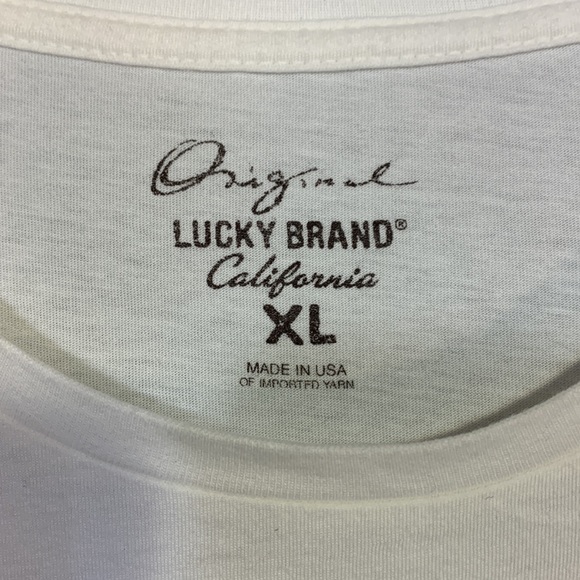 Original
LUCKY BRAND®
California
XL
MADE IN USA
OF IMPORTED YARN